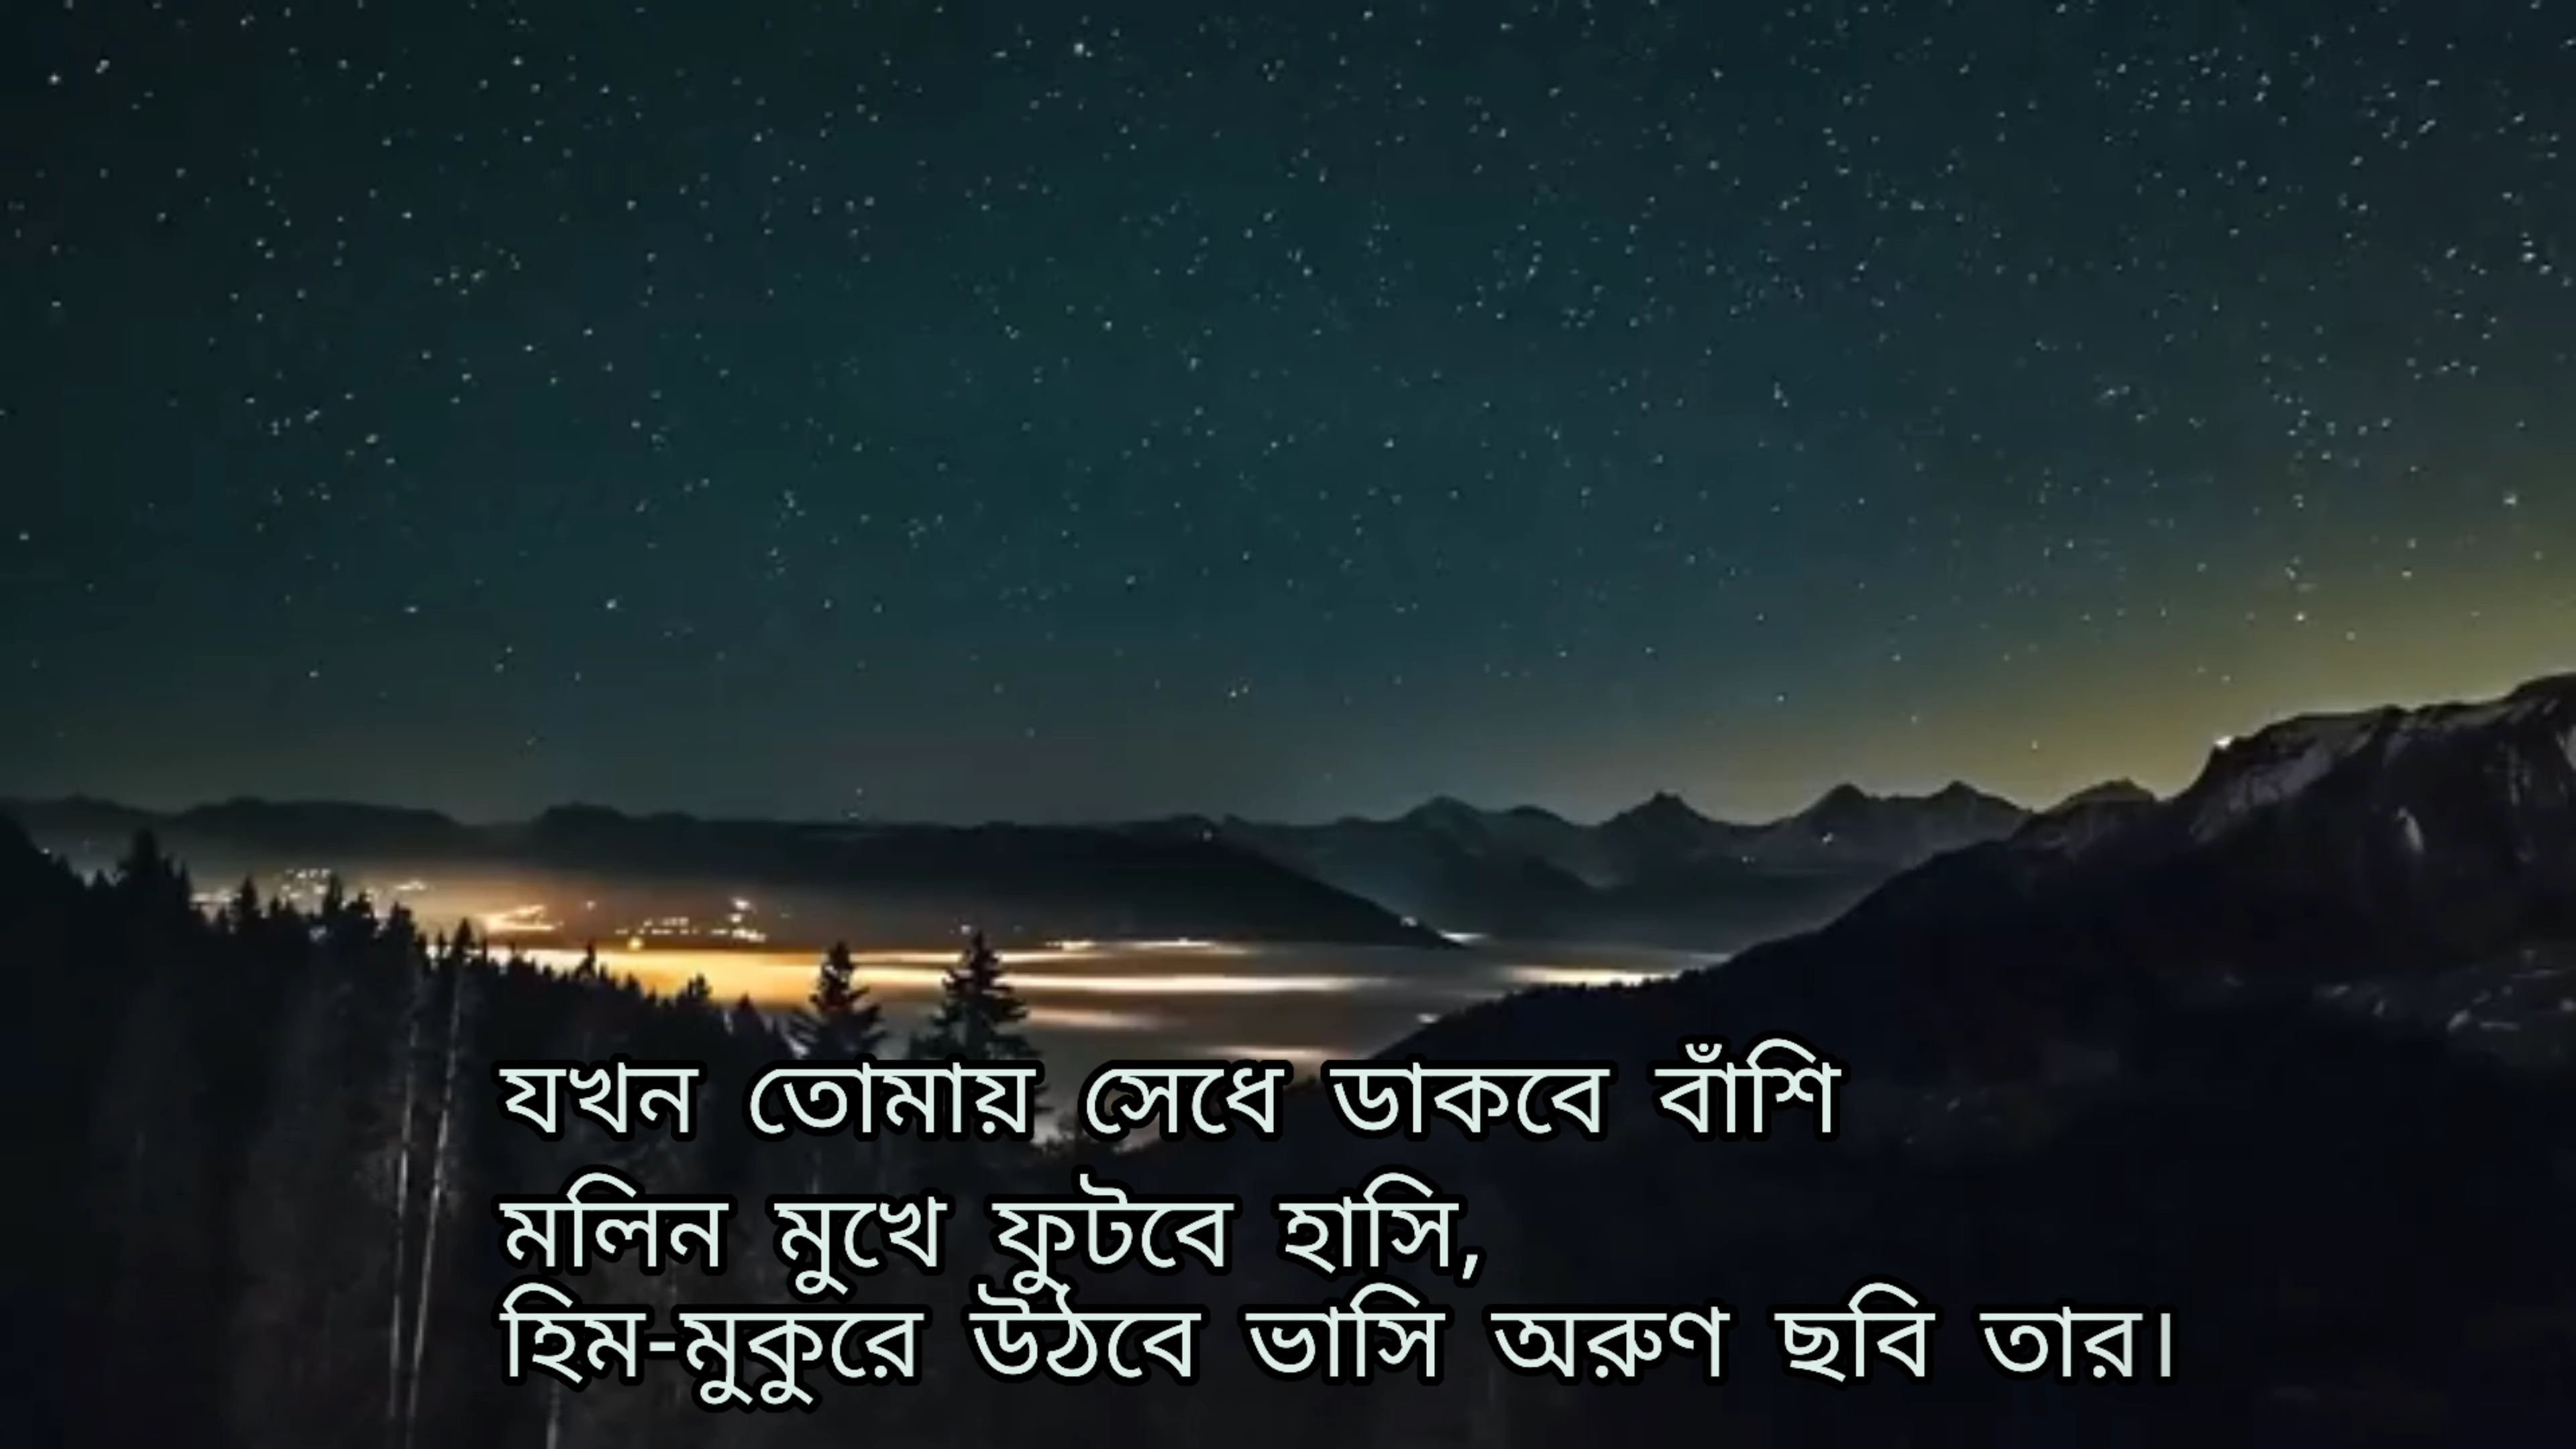 যখন তোমায় সেধে ডাকবে বাঁশি
মলিন মুখে ফুটবে হাসি,
হিম-মুকুরে উঠবে ভাসি অরুণ ছবি তার।